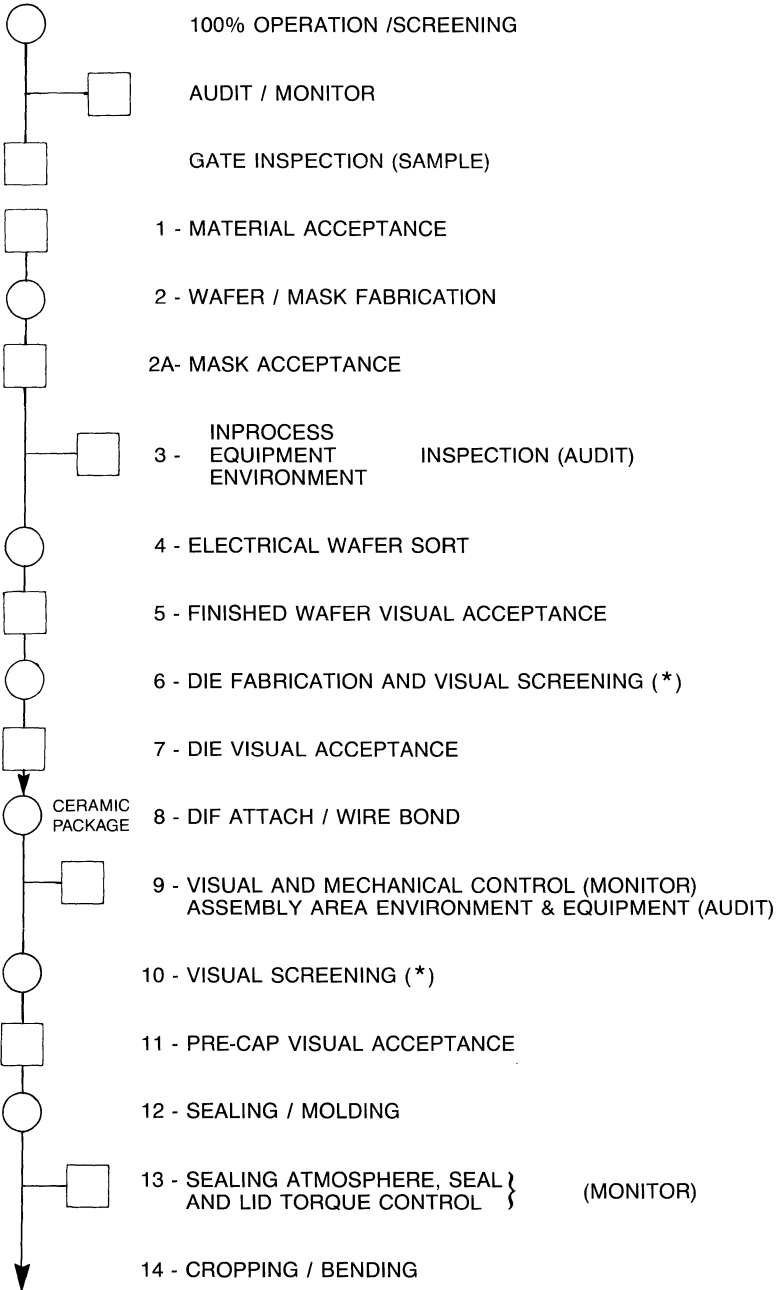 100% OPERATION /SCREENING
AUDIT / MONITOR
GATE INSPECTION (SAMPLE)
1 - MATERIAL ACCEPTANCE
2 - WAFER / MASK FABRICATION
2A- MASK ACCEPTANCE
INPROCESS
3 - EQUIPMENT INSPECTION (AUDIT)
ENVIRONMENT
4 - ELECTRICAL WAFER SORT
5 - FINISHED WAFER VISUAL ACCEPTANCE
6 - DIE FABRICATION AND VISUAL SCREENING (*)
7 - DIE VISUAL ACCEPTANCE
CERAMIC
PACKAGE
8 - DIF ATTACH / WIRE BOND
9 - VISUAL AND MECHANICAL CONTROL (MONITOR)
ASSEMBLY AREA ENVIRONMENT & EQUIPMENT (AUDIT)
10 - VISUAL SCREENING (*)
11 - PRE-CAP VISUAL ACCEPTANCE
12 - SEALING / MOLDING
13 - SEALING ATMOSPHERE, SEAL
AND LID TORQUE CONTROL
(MONITOR)
14 - CROPPING / BENDING